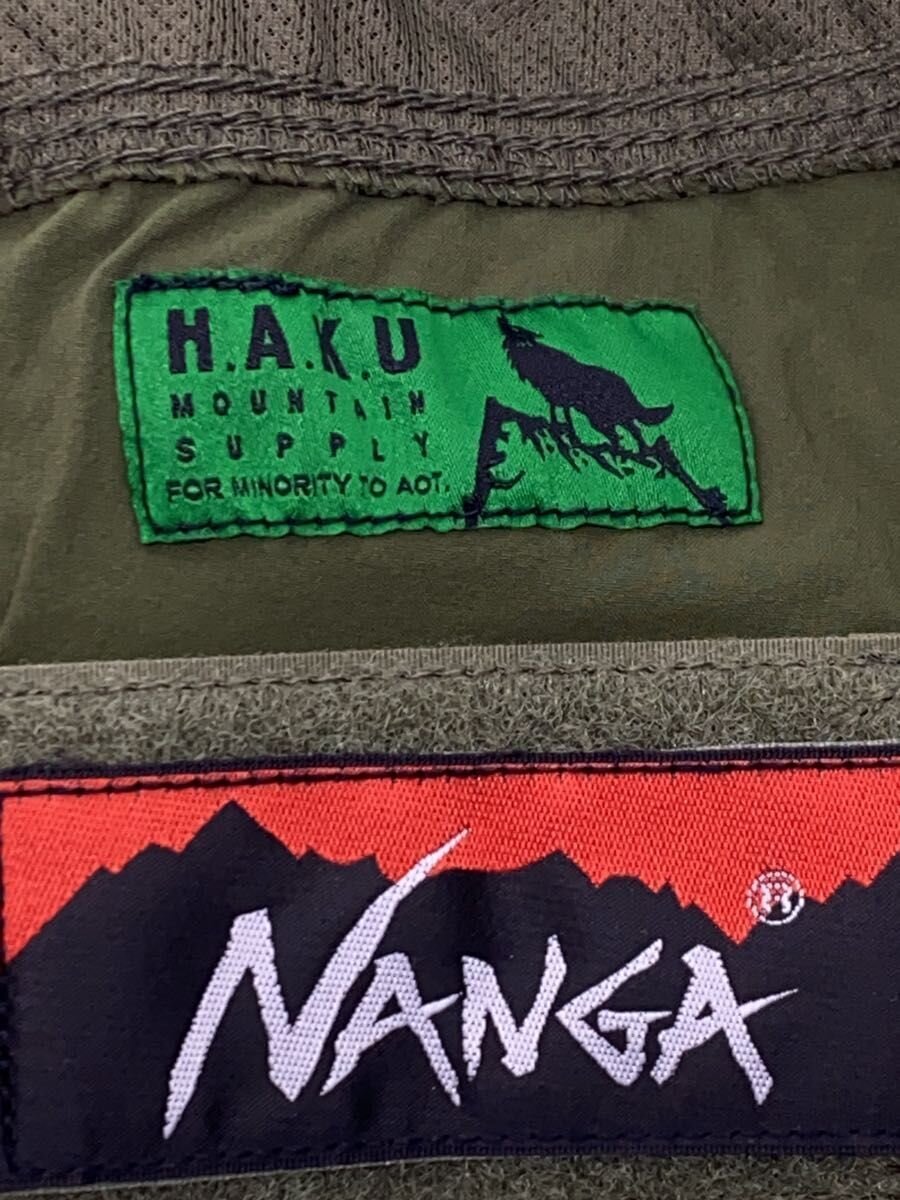 H.A.K.U
MOUNTAIN
SUPPLY
FOR MINORITY TO AOT.
NANGA